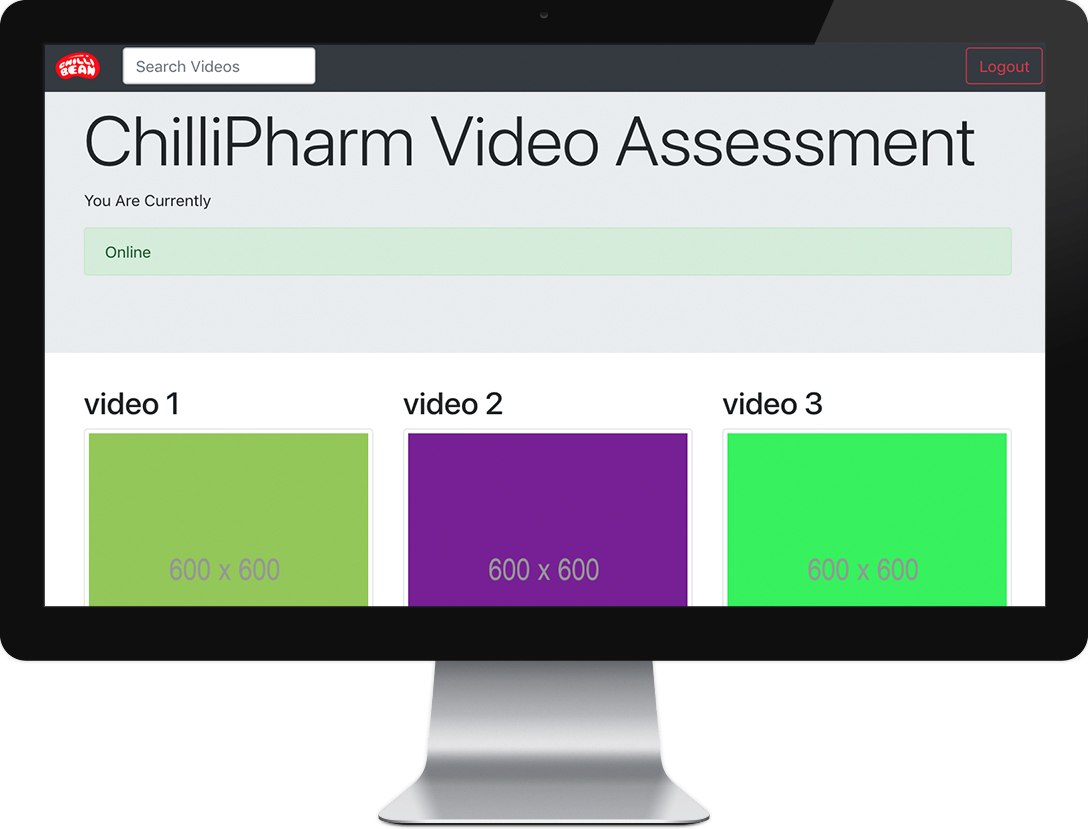 CHILLI
BEAN
Search Videos
Logout
ChilliPharm Video Assessment
You Are Currently
Online
video 1
video 2
video 3
600 x 600
600 x 600
600 x 600